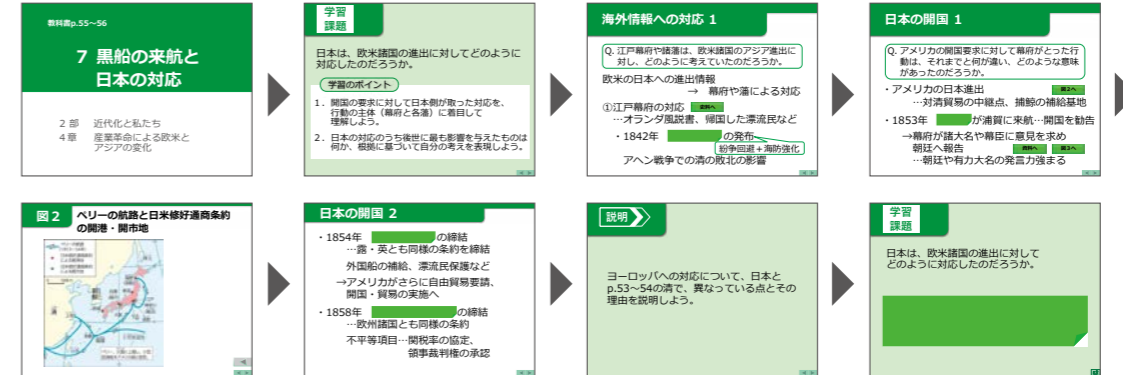 教科書p.55～56
7 黒船の来航と
日本の対応
2 部 近代化と私たち
4 章 産業革命による欧米と
アジアの変化
学習
課題
日本は、欧米諸国の進出に対してどのように
対応したのだろうか。
学習のポイント
1. 開国の要求に対して日本側が取った対応を、
行動の主体（幕府と各藩）に着目して
理解しよう。
2. 日本の対応のうち後世に最も影響を与えたものは
何か、根拠に基づいて自分の考えを表現しよう。
海外情報への対応 1
Q. 江戸幕府や諸藩は、欧米諸国のアジア進出に
対し、どのように考えていたのだろうか。
欧米の日本への進出情報
→ 幕府や藩による対応
①江戸幕府の対応 資料へ
…オランダ風説書、帰国した漂流民など
・1842年 の発布
紛争回避＋海防強化
アヘン戦争での清の敗北の影響
日本の開国 1
Q. アメリカの開国要求に対して幕府がとった行
動は、それまでと何が違い、どのような意味
があったのだろうか。
・アメリカの日本進出 図2へ
…対清貿易の中継点、捕鯨の補給基地
・1853年 が浦賀に来航…開国を勧告
→幕府が諸大名や幕臣に意見を求め
朝廷へ報告 資料へ 図3へ
…朝廷や有力大名の発言力強まる
図2 ペリーの航路と日米修好通商条約
の開港・開市地
日本の開国 2
・1854年 の締結
…露・英とも同様の条約を締結
外国船の補給、漂流民保護など
→アメリカがさらに自由貿易要請、
開国・貿易の実施へ
・1858年 の締結
…欧州諸国とも同様の条約
不平等項目…関税率の協定、
領事裁判権の承認
説明
ヨーロッパへの対応について、日本と
p.53～54の清で、異なっている点とその
理由を説明しよう。
学習
課題
日本は、欧米諸国の進出に対して
どのように対応したのだろうか。